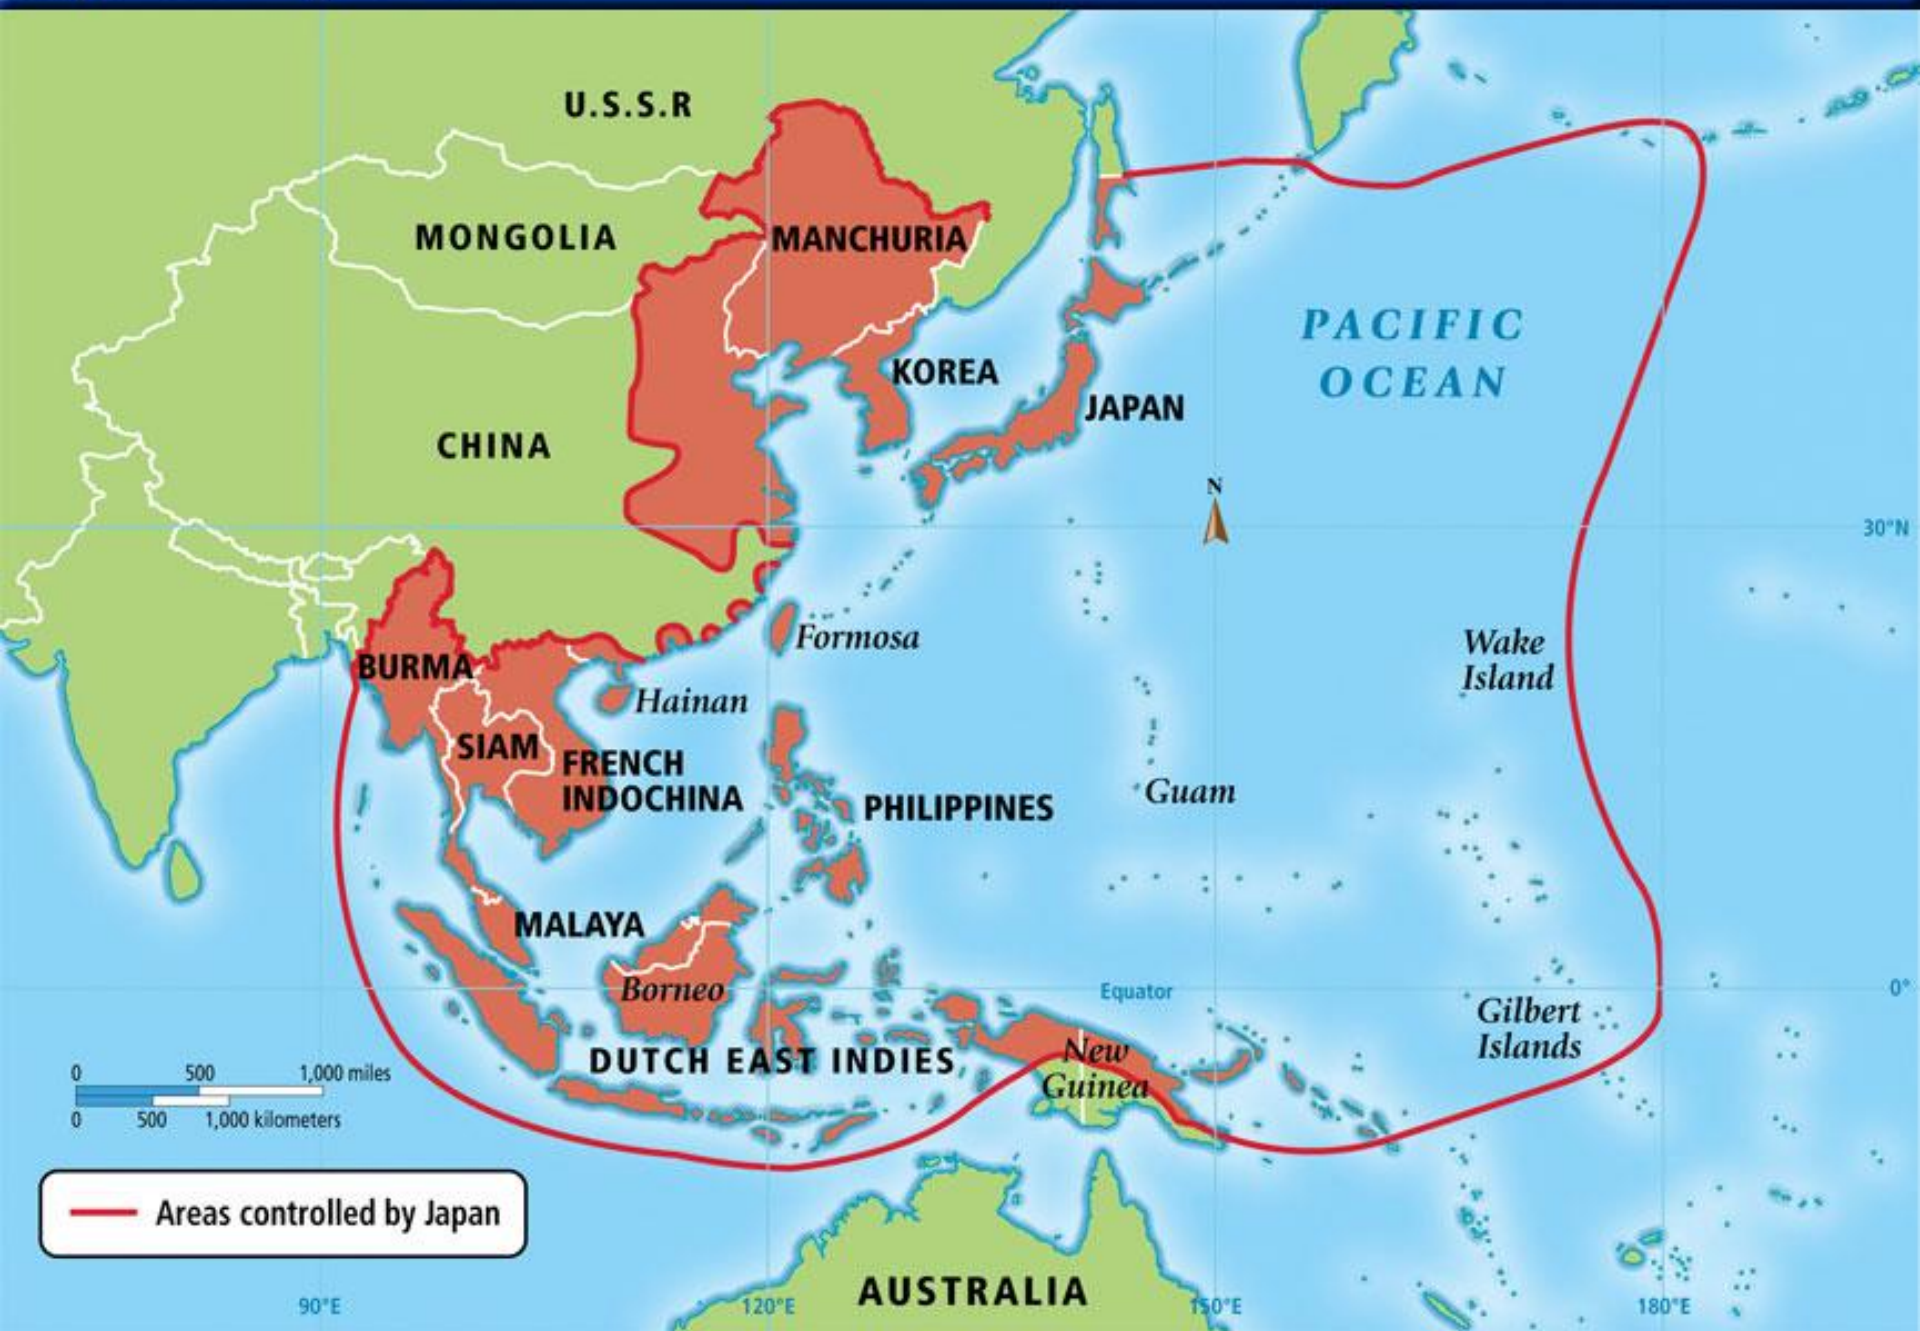 U.S.S.R
MONGOLIA
MANCHURIA
KOREA
JAPAN
PACIFIC
OCEAN
CHINA
N
30°N
Formosa
Wake
Island
BURMA
Hainan
SIAM
FRENCH
INDOCHINA
PHILIPPINES
Guam
MALAYA
Borneo
Equator
0°
Gilbert
Islands
DUTCH EAST INDIES
New
Guinea
0 500 1,000 miles
0 500 1,000 kilometers
Areas controlled by Japan
AUSTRALIA
90°E 120°E 150°E 180°E